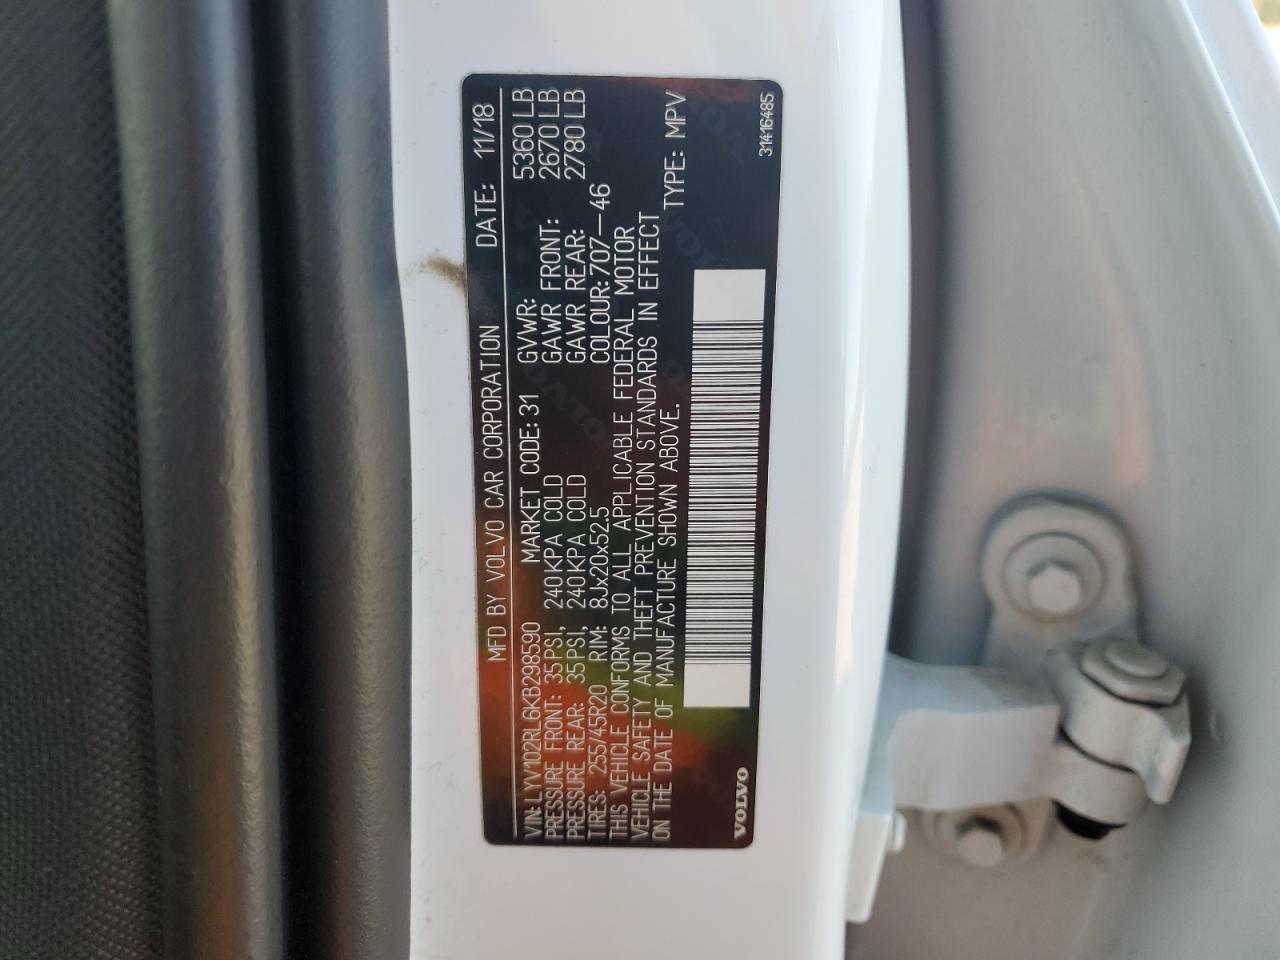 MFD BY VOLVO CAR CORPORATION DATE: 11/18
VIN: LYV102RL6KB298590 MARKET CODE: 31 GVWR: 5360 LB
PRESSURE FRONT: 35PSI, 240KPA COLD GAWR FRONT: 2670 LB
PRESSURE REAR: 35PSI, 240KPA COLD GAWR REAR: 2780 LB
TIRES: 255/45R20 RIM: 8Jx20x52.5 COLOUR: 707-46
THIS VEHICLE CONFORMS TO ALL APPLICABLE FEDERAL MOTOR
VEHICLE SAFETY AND THEFT PREVENTION STANDARDS IN EFFECT
ON THE DATE OF MANUFACTURE SHOWN ABOVE. TYPE: MPV
VOLVO 31416485